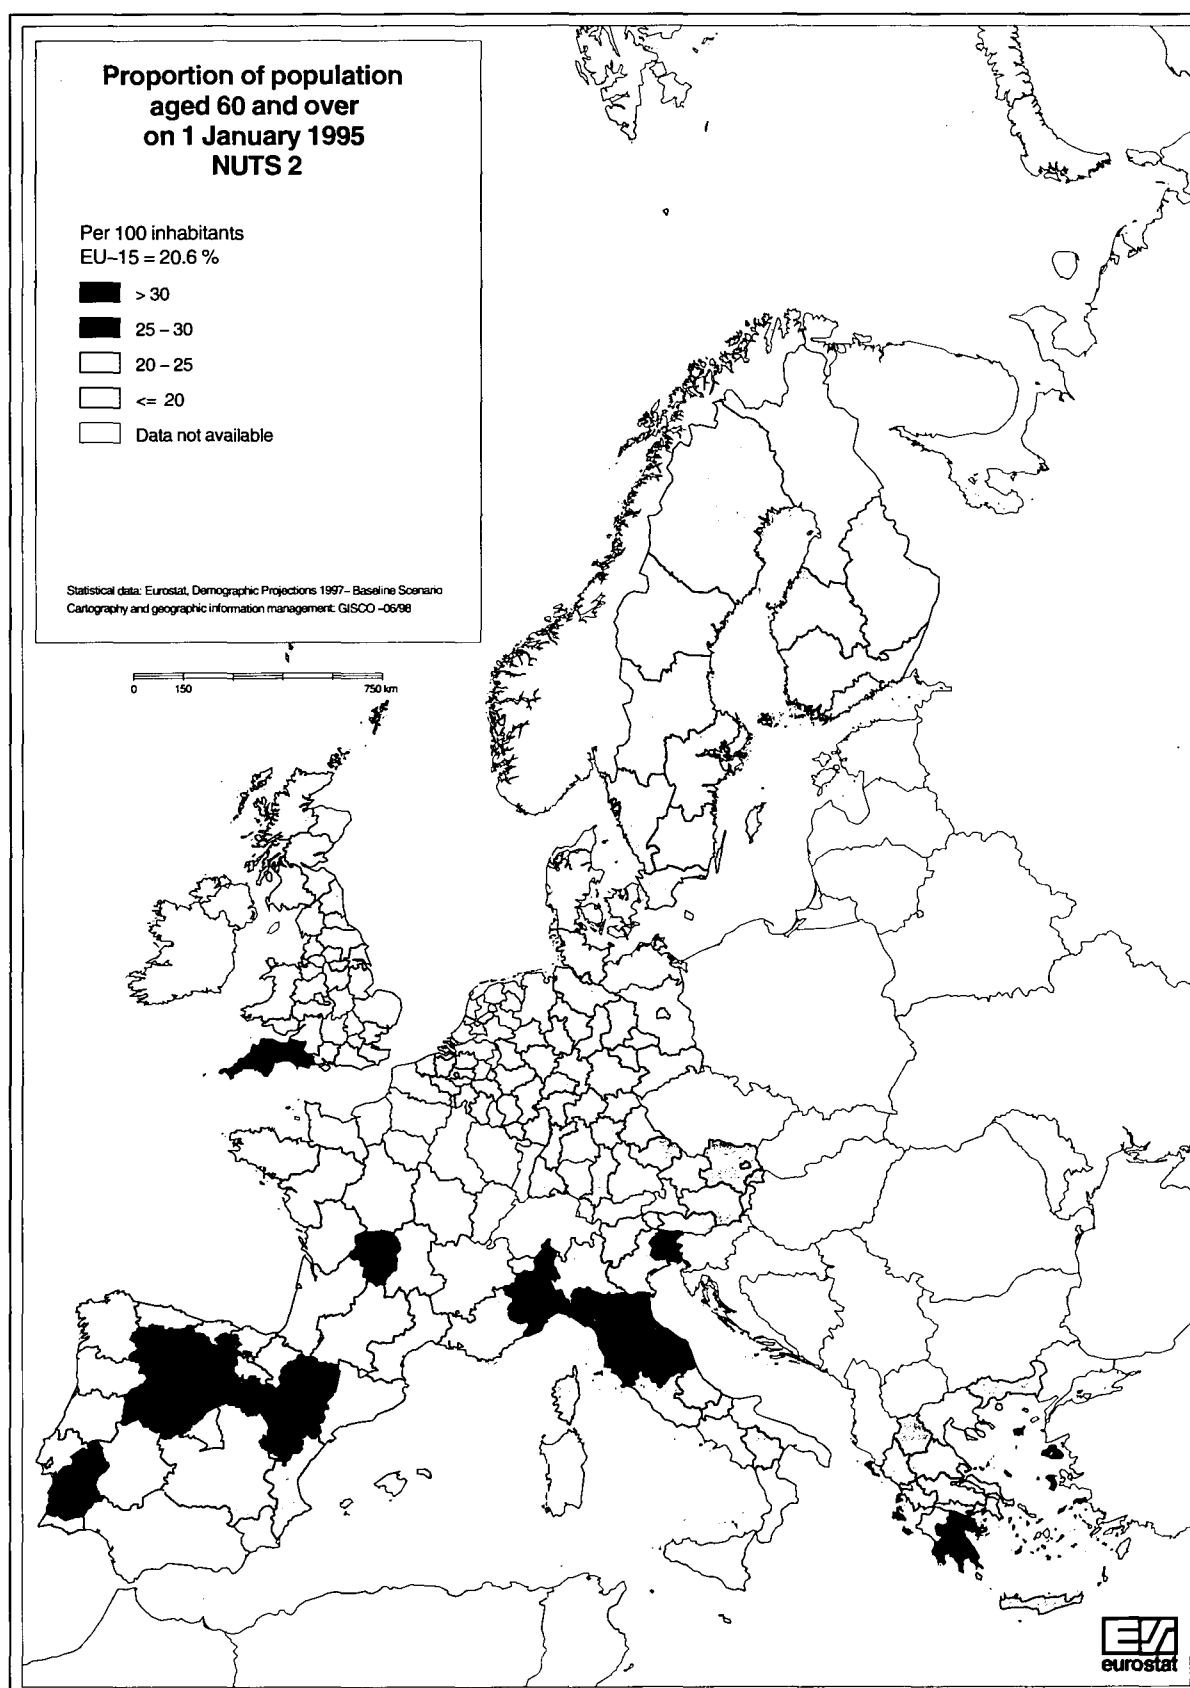 Proportion of population
aged 60 and over
on 1 January 1995
NUTS 2
Per 100 inhabitants
EU-15 = 20.6 %
> 30
25 - 30
20 - 25
<= 20
Data not available
Statistical data: Eurostat, Demographic Projections 1997- Baseline Scenario
Cartography and geographic information management: GISCO -06/98
0 150 750 km
eurostat